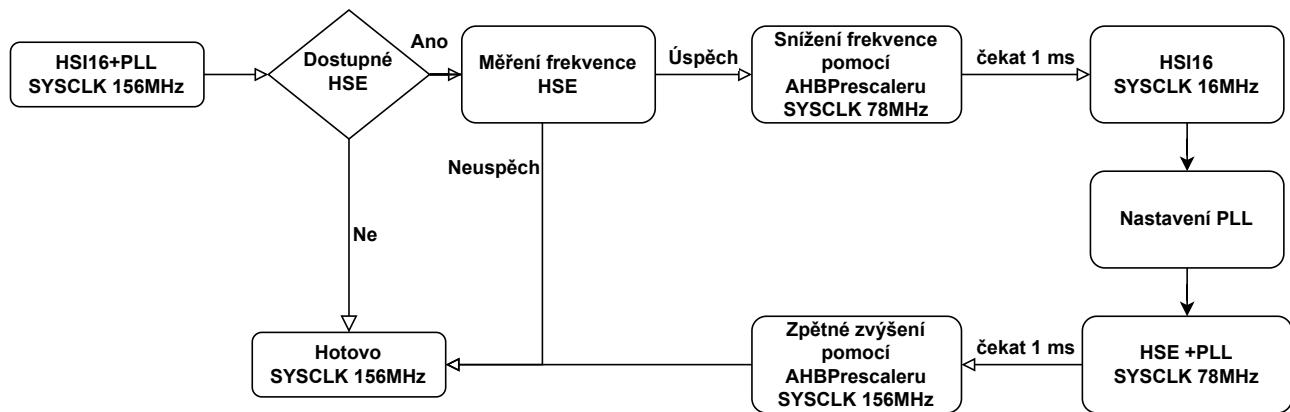 HSI16+PLL
SYSCLK 156MHz
Dostupné
HSE
Ano
Měření frekvence
HSE
Úspěch
Snížení frekvence
pomocí
AHBPrescaleru
SYSCLK 78MHz
čekat 1 ms
HSI16
SYSCLK 16MHz
Neuspěch
Nastavení PLL
Ne
Hotovo
SYSCLK 156MHz
Zpětné zvýšení
pomocí
AHBPrescaleru
SYSCLK 156MHz
čekat 1 ms
HSE +PLL
SYSCLK 78MHz